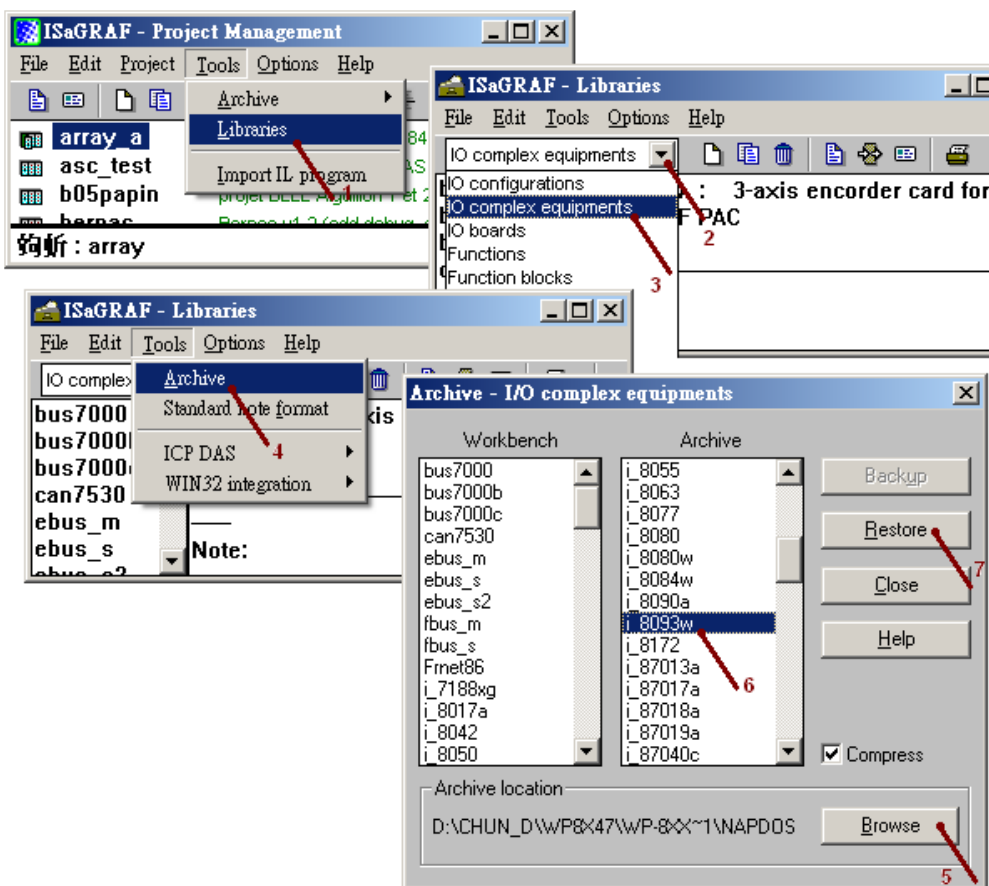 ISaGRAF - Project Management
File Edit Project Tools Options Help
Archive
Libraries
Import IL program
1
array_a
asc_test
b05papin
: array
ISaGRAF - Libraries
File Edit Tools Options Help
IO complex equipments
: 3-axis encorder card for
F PAC
IO configurations
IO complex equipments
IO boards
Functions
Function blocks
2
3
ISaGRAF - Libraries
File Edit Tools Options Help
IO complex
Archive
Standard note format
ICP DAS
WIN32 integration
4
bus7000
can7530
ebus_m
ebus_s
Note:
Archive - I/O complex equipments
Workbench
bus7000
bus7000b
bus7000c
can7530
ebus_m
ebus_s
ebus_s2
fbus_m
fbus_s
Frnet86
i_7188xg
i_8017a
i_8042
i_8050
Archive
i_8055
i_8063
i_8077
i_8080
i_8080w
i_8084w
i_8090a
i_8093w
i_8172
i_87013a
i_87017a
i_87018a
i_87019a
i_87040c
6
Backup
Restore
7
Close
Help
Compress
Archive location
D:\CHUN_D\WP8X47\WP-8XX~1\NAPDOS
Browse
5